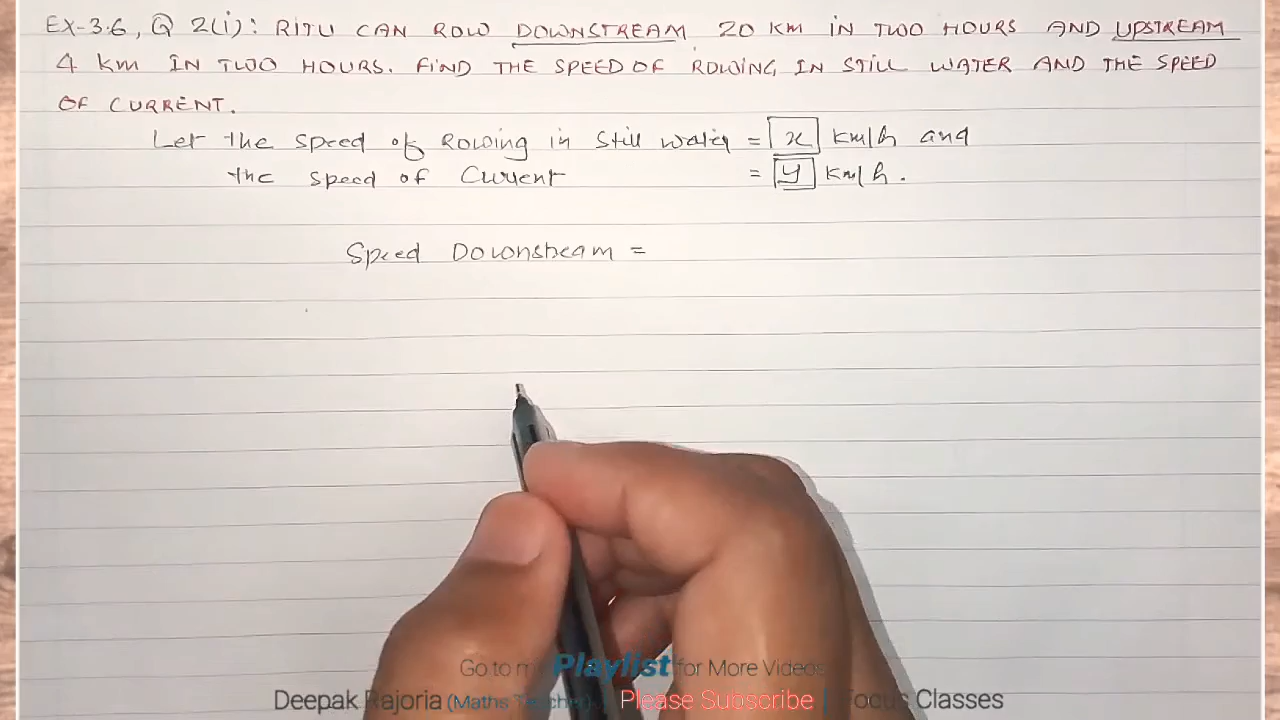 EX-3.6, Q 2(i): RITU CAN ROW DOWNSTREAM 20 KM IN TWO HOURS AND UPSTREAM
4 KM IN TWO HOURS. FIND THE SPEED OF ROWING IN STILL WATER AND THE SPEED
OF CURRENT.
Let the speed of Rowing in still water = x km/h and
the speed of Current = y km/h.
Speed Downstream =
Go to my Playlist for More Videos
Deepak Rajoria (Maths Teacher) Please Subscribe | Focus Classes